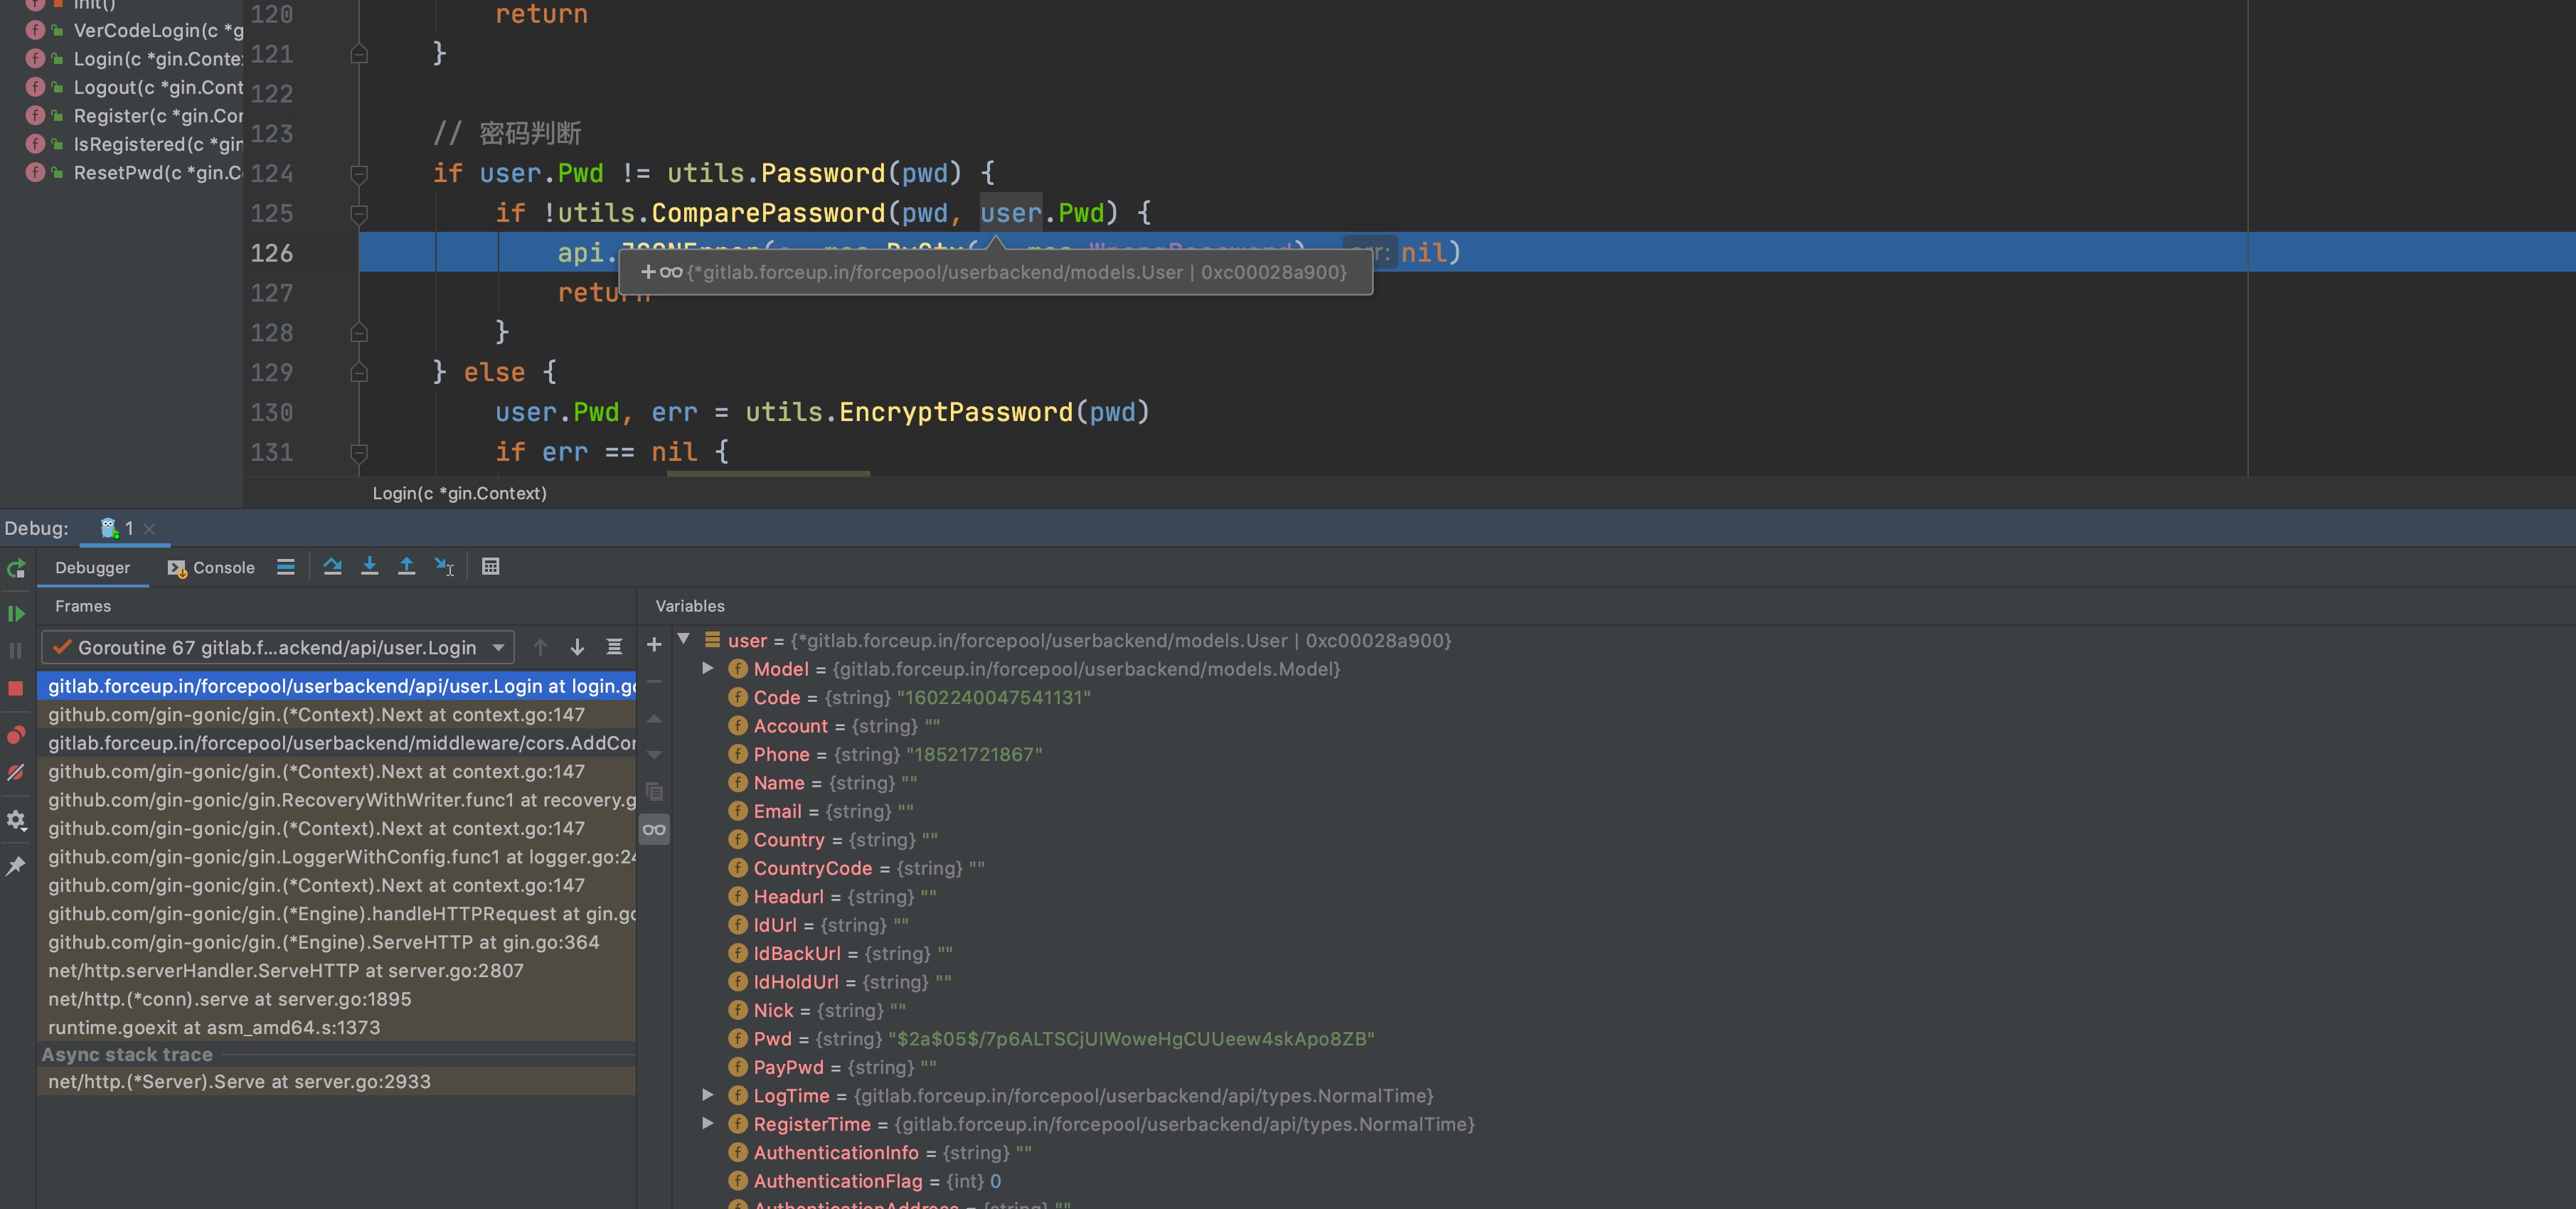 Init()
VerCodeLogin(c *g
Login(c *gin.Conte
Logout(c *gin.Cont
Register(c *gin.Cor
IsRegistered(c *gin
ResetPwd(c *gin.C
120 return
121 }
122
123 // 密码判断
124 if user.Pwd != utils.Password(pwd) {
125 if !utils.ComparePassword(pwd, user.Pwd) {
126 api. nil)
{*gitlab.forceup.in/forcepool/userbackend/models.User | 0xc00028a900}
127 return
128 }
129 } else {
130 user.Pwd, err = utils.EncryptPassword(pwd)
131 if err == nil {
Login(c *gin.Context)
Debug: 1
Debugger Console
Frames
Goroutine 67 gitlab.f...ackend/api/user.Login
gitlab.forceup.in/forcepool/userbackend/api/user.Login at login.go
github.com/gin-gonic/gin.(*Context).Next at context.go:147
gitlab.forceup.in/forcepool/userbackend/middleware/cors.AddCor
github.com/gin-gonic/gin.(*Context).Next at context.go:147
github.com/gin-gonic/gin.RecoveryWithWriter.func1 at recovery.g
github.com/gin-gonic/gin.(*Context).Next at context.go:147
github.com/gin-gonic/gin.LoggerWithConfig.func1 at logger.go:24
github.com/gin-gonic/gin.(*Context).Next at context.go:147
github.com/gin-gonic/gin.(*Engine).handleHTTPRequest at gin.go
github.com/gin-gonic/gin.(*Engine).ServeHTTP at gin.go:364
net/http.serverHandler.ServeHTTP at server.go:2807
net/http.(*conn).serve at server.go:1895
runtime.goexit at asm_amd64.s:1373
Async stack trace
net/http.(*Server).Serve at server.go:2933
Variables
user = {*gitlab.forceup.in/forcepool/userbackend/models.User | 0xc00028a900}
Model = {gitlab.forceup.in/forcepool/userbackend/models.Model}
Code = {string} "1602240047541131"
Account = {string} ""
Phone = {string} "18521721867"
Name = {string} ""
Email = {string} ""
Country = {string} ""
CountryCode = {string} ""
Headurl = {string} ""
IdUrl = {string} ""
IdBackUrl = {string} ""
IdHoldUrl = {string} ""
Nick = {string} ""
Pwd = {string} "$2a$05$/7p6ALTSCjUIWoweHgCUUeew4skApo8ZB"
PayPwd = {string} ""
LogTime = {gitlab.forceup.in/forcepool/userbackend/api/types.NormalTime}
RegisterTime = {gitlab.forceup.in/forcepool/userbackend/api/types.NormalTime}
AuthenticationInfo = {string} ""
AuthenticationFlag = {int} 0
AuthenticationAddress = {string} ""